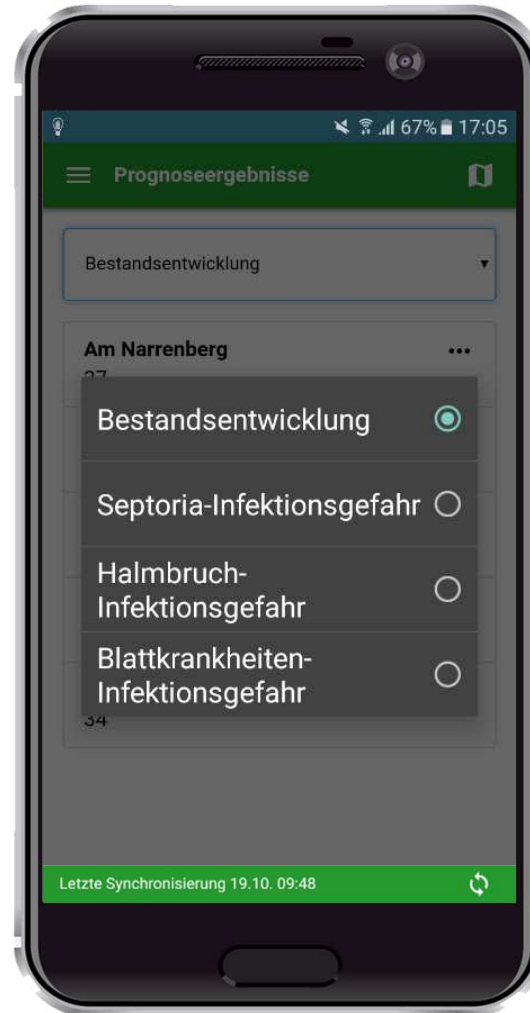 67% 17:05
Prognoseergebnisse
Bestandsentwicklung
Am Narrenberg
37
Bestandsentwicklung
Septoria-Infektionsgefahr
Halmbruch-
Infektionsgefahr
Blattkrankheiten-
Infektionsgefahr
34
Letzte Synchronisierung 19.10. 09:48